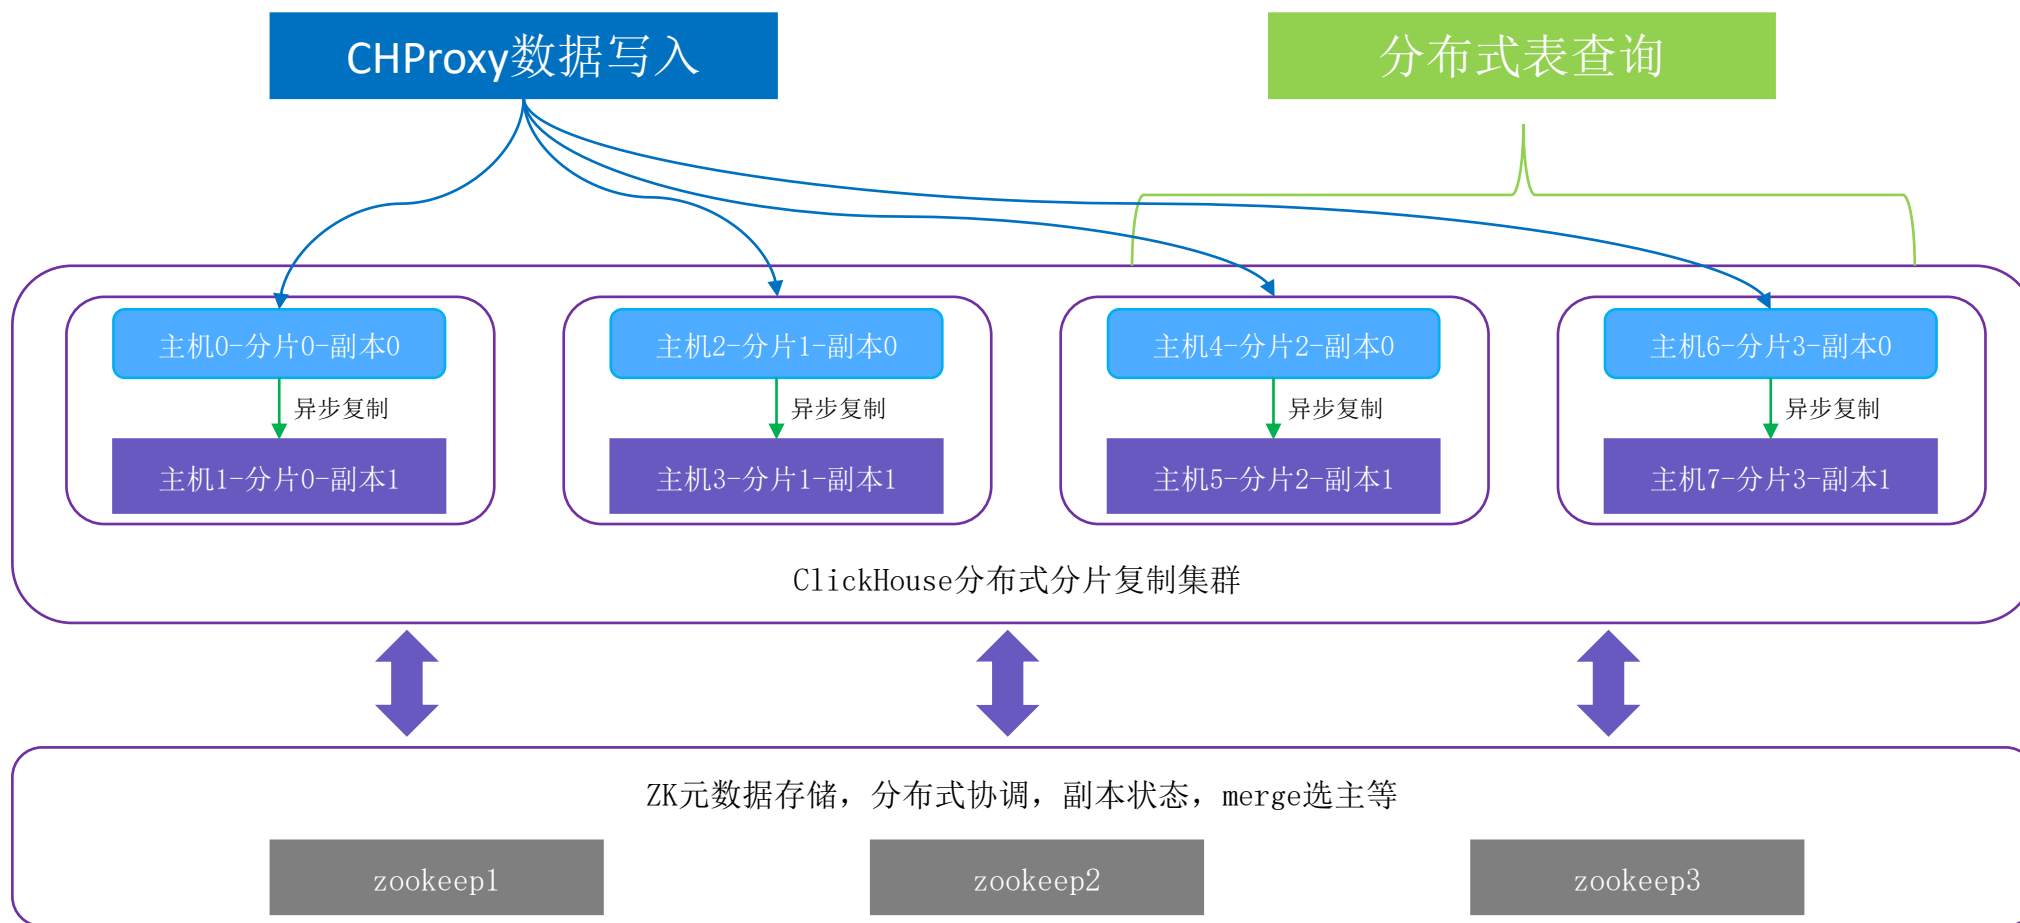 CHProxy数据写入
分布式表查询
主机0-分片0-副本0
主机2-分片1-副本0
主机4-分片2-副本0
主机6-分片3-副本0
异步复制
异步复制
异步复制
异步复制
主机1-分片0-副本1
主机3-分片1-副本1
主机5-分片2-副本1
主机7-分片3-副本1
ClickHouse分布式分片复制集群
ZK元数据存储，分布式协调，副本状态，merge选主等
zookeep1
zookeep2
zookeep3